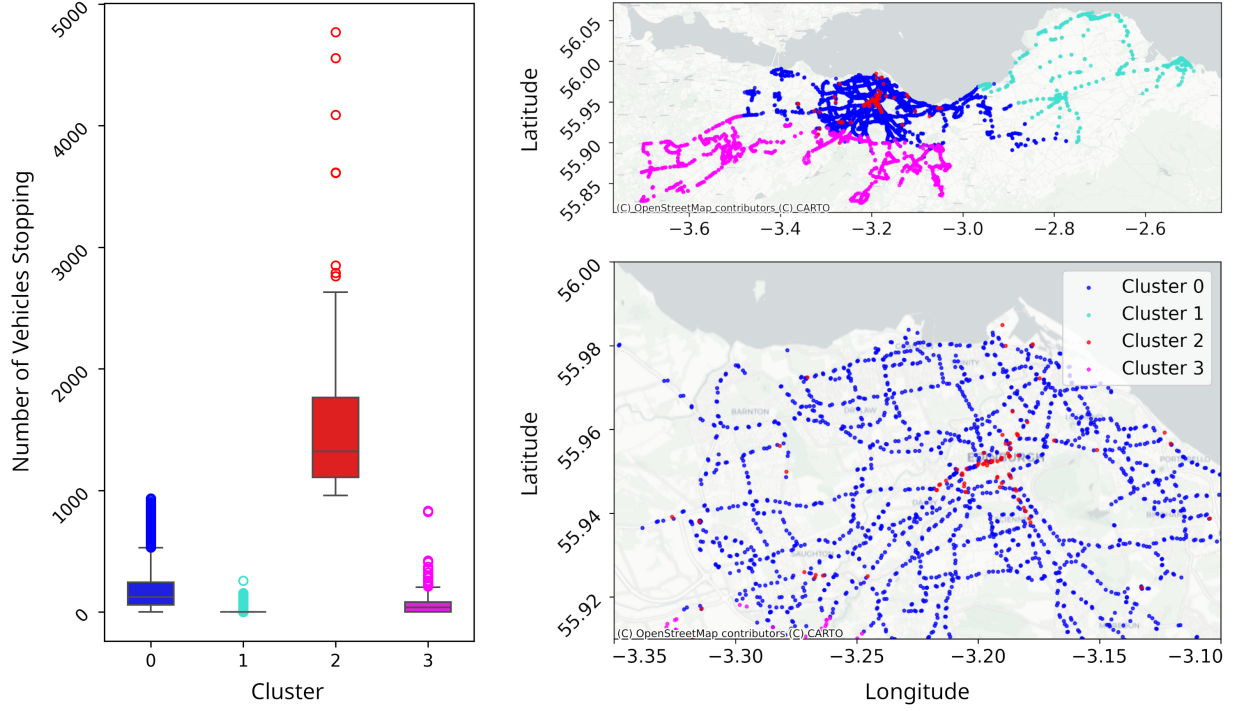 Number of Vehicles Stopping
5000
4000
3000
2000
1000
0
0 1 2 3
Cluster
Latitude
56.05
56.00
55.95
55.90
55.85
(C) OpenStreetMap contributors (C) CARTO
−3.6 −3.4 −3.2 −3.0 −2.8 −2.6
Latitude
56.00
55.98
55.96
55.94
55.92
Cluster 0
Cluster 1
Cluster 2
Cluster 3
BARNTON
EDINBURGH
(C) OpenStreetMap contributors (C) CARTO
−3.35 −3.30 −3.25 −3.20 −3.15 −3.10
Longitude